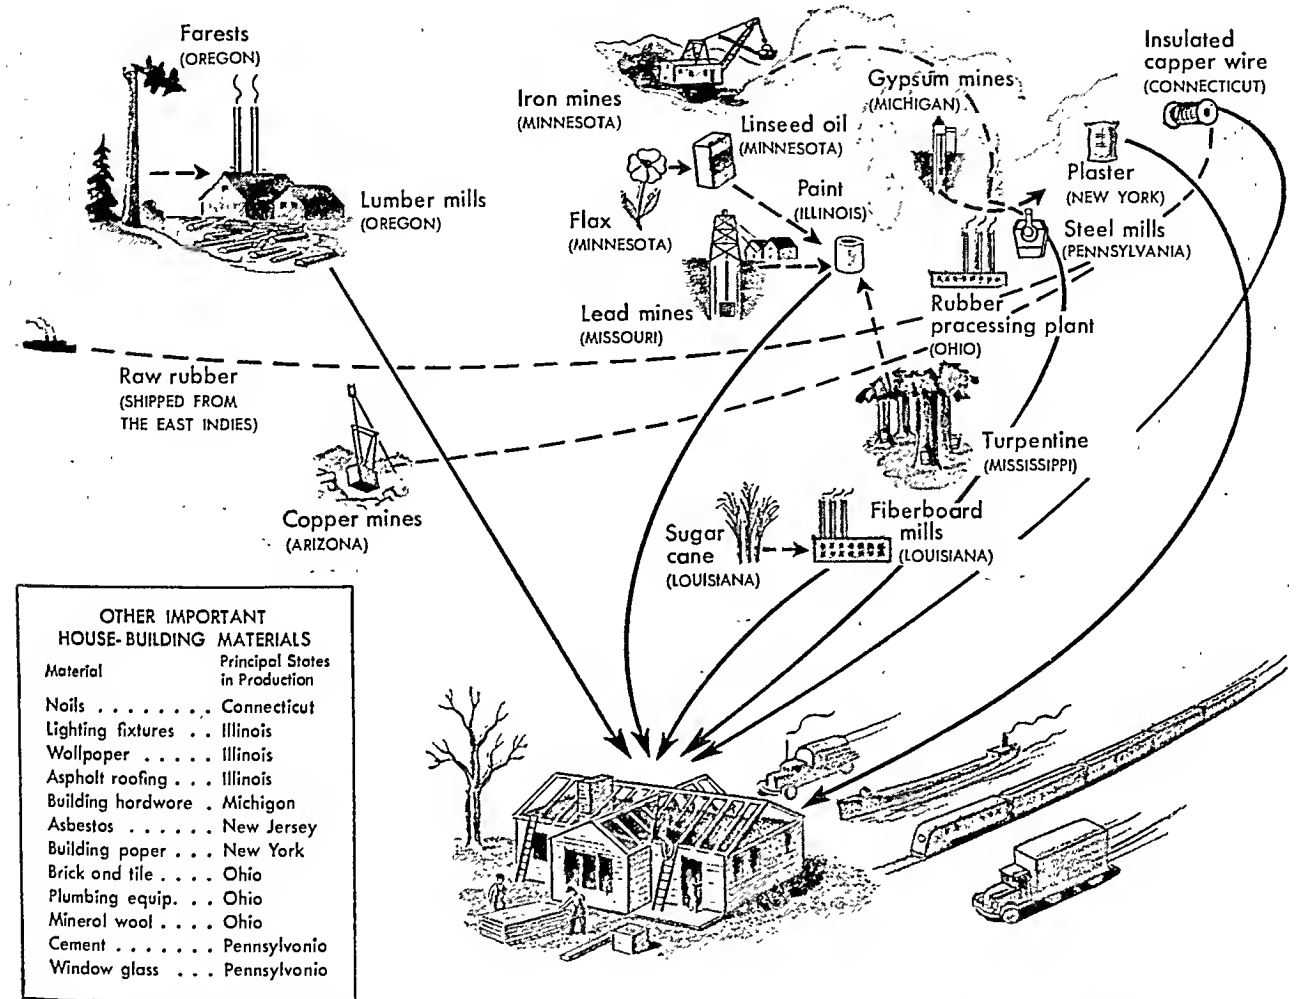 Farests
(OREGON)
Lumber mills
(OREGON)
Iron mines
(MINNESOTA)
Linseed oil
(MINNESOTA)
Flax
(MINNESOTA)
Paint
(ILLINOIS)
Lead mines
(MISSOURI)
Gypsum mines
(MICHIGAN)
Insulated
capper wire
(CONNECTICUT)
Plaster
(NEW YORK)
Steel mills
(PENNSYLVANIA)
Rubber
pracessing plant
(OHIO)
Raw rubber
(SHIPPED FROM
THE EAST INDIES)
Copper mines
(ARIZONA)
Turpentine
(MISSISSIPPI)
Sugar
cane
(LOUISIANA)
Fiberboard
mills
(LOUISIANA)
OTHER IMPORTANT
HOUSE-BUILDING MATERIALS
Material Principal States
in Production
Noils . . . . . . . . Connecticut
Lighting fixtures . . Illinois
Wollpoper . . . . . Illinois
Aspholt roofing . . . Illinois
Building hordwore . Michigon
Asbestos . . . . . . New Jersey
Building poper . . . New York
Brick ond tile . . . . Ohio
Plumbing equip. . . Ohio
Minerol wool . . . . Ohio
Cement . . . . . . . Pennsylvonio
Window glass . . . Pennsylvonio